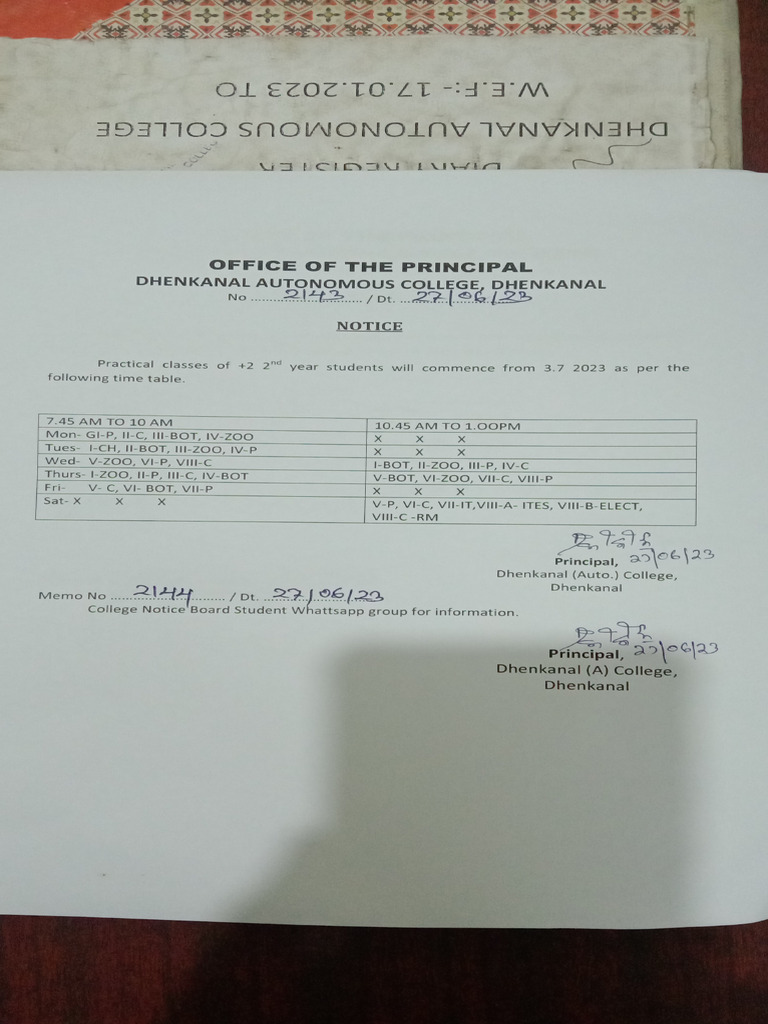 W.E.F:- 17.01.2023 TO
DHENKANAL AUTONOMOUS COLLEGE
DIARY REGISTER
OFFICE OF THE PRINCIPAL
DHENKANAL AUTONOMOUS COLLEGE, DHENKANAL
No ........2143........ / Dt. ...27/06/23
NOTICE
Practical classes of +2 2nd year students will commence from 3.7 2023 as per the
following time table.
7.45 AM TO 10 AM 10.45 AM TO 1.OOPM
Mon- GI-P, II-C, III-BOT, IV-ZOO X X X
Tues- I-CH, II-BOT, III-ZOO, IV-P X X X
Wed- V-ZOO, VI-P, VIII-C I-BOT, II-ZOO, III-P, IV-C
Thurs- I-ZOO, II-P, III-C, IV-BOT V-BOT, VI-ZOO, VII-C, VIII-P
Fri- V- C, VI- BOT, VII-P X X X
Sat- X X X V-P, VI-C, VII-IT,VIII-A- ITES, VIII-B-ELECT,
VIII-C -RM
27/06/23
Principal,
Dhenkanal (Auto.) College,
Dhenkanal
Memo No .....2144........ / Dt. ..27/06/23
College Notice Board Student Whattsapp group for information.
27/06/23
Principal,
Dhenkanal (A) College,
Dhenkanal